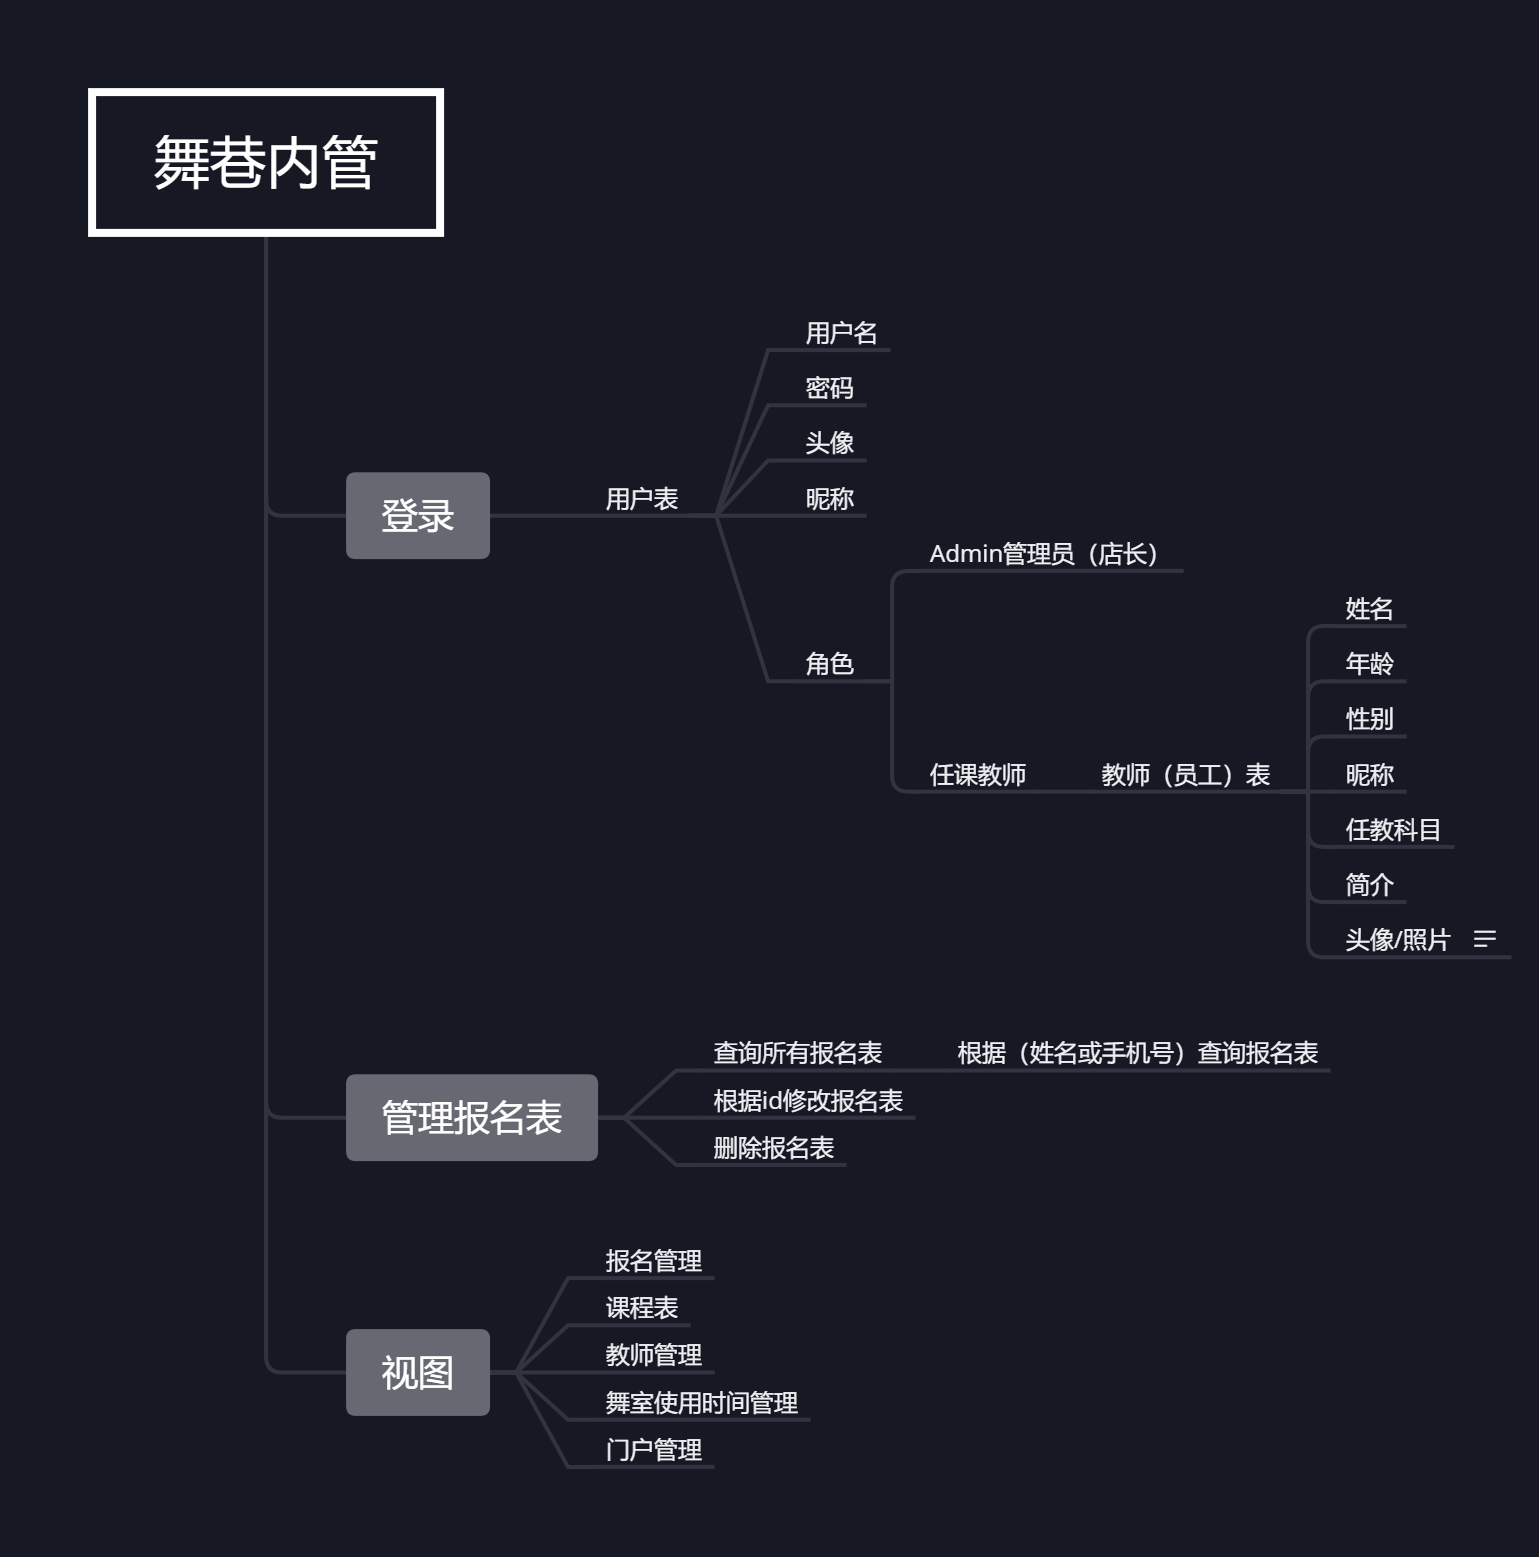 舞巷内管
登录
用户表
用户名
密码
头像
昵称
角色
Admin管理员（店长）
任课教师
教师（员工）表
姓名
年龄
性别
昵称
任教科目
简介
头像/照片
管理报名表
查询所有报名表
根据（姓名或手机号）查询报名表
根据id修改报名表
删除报名表
视图
报名管理
课程表
教师管理
舞室使用时间管理
门户管理